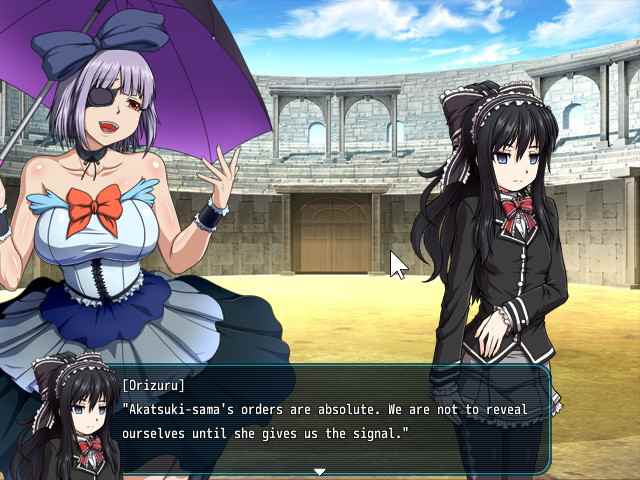 [Orizuru]
"Akatsuki-sama's orders are absolute. We are not to reveal
ourselves until she gives us the signal."